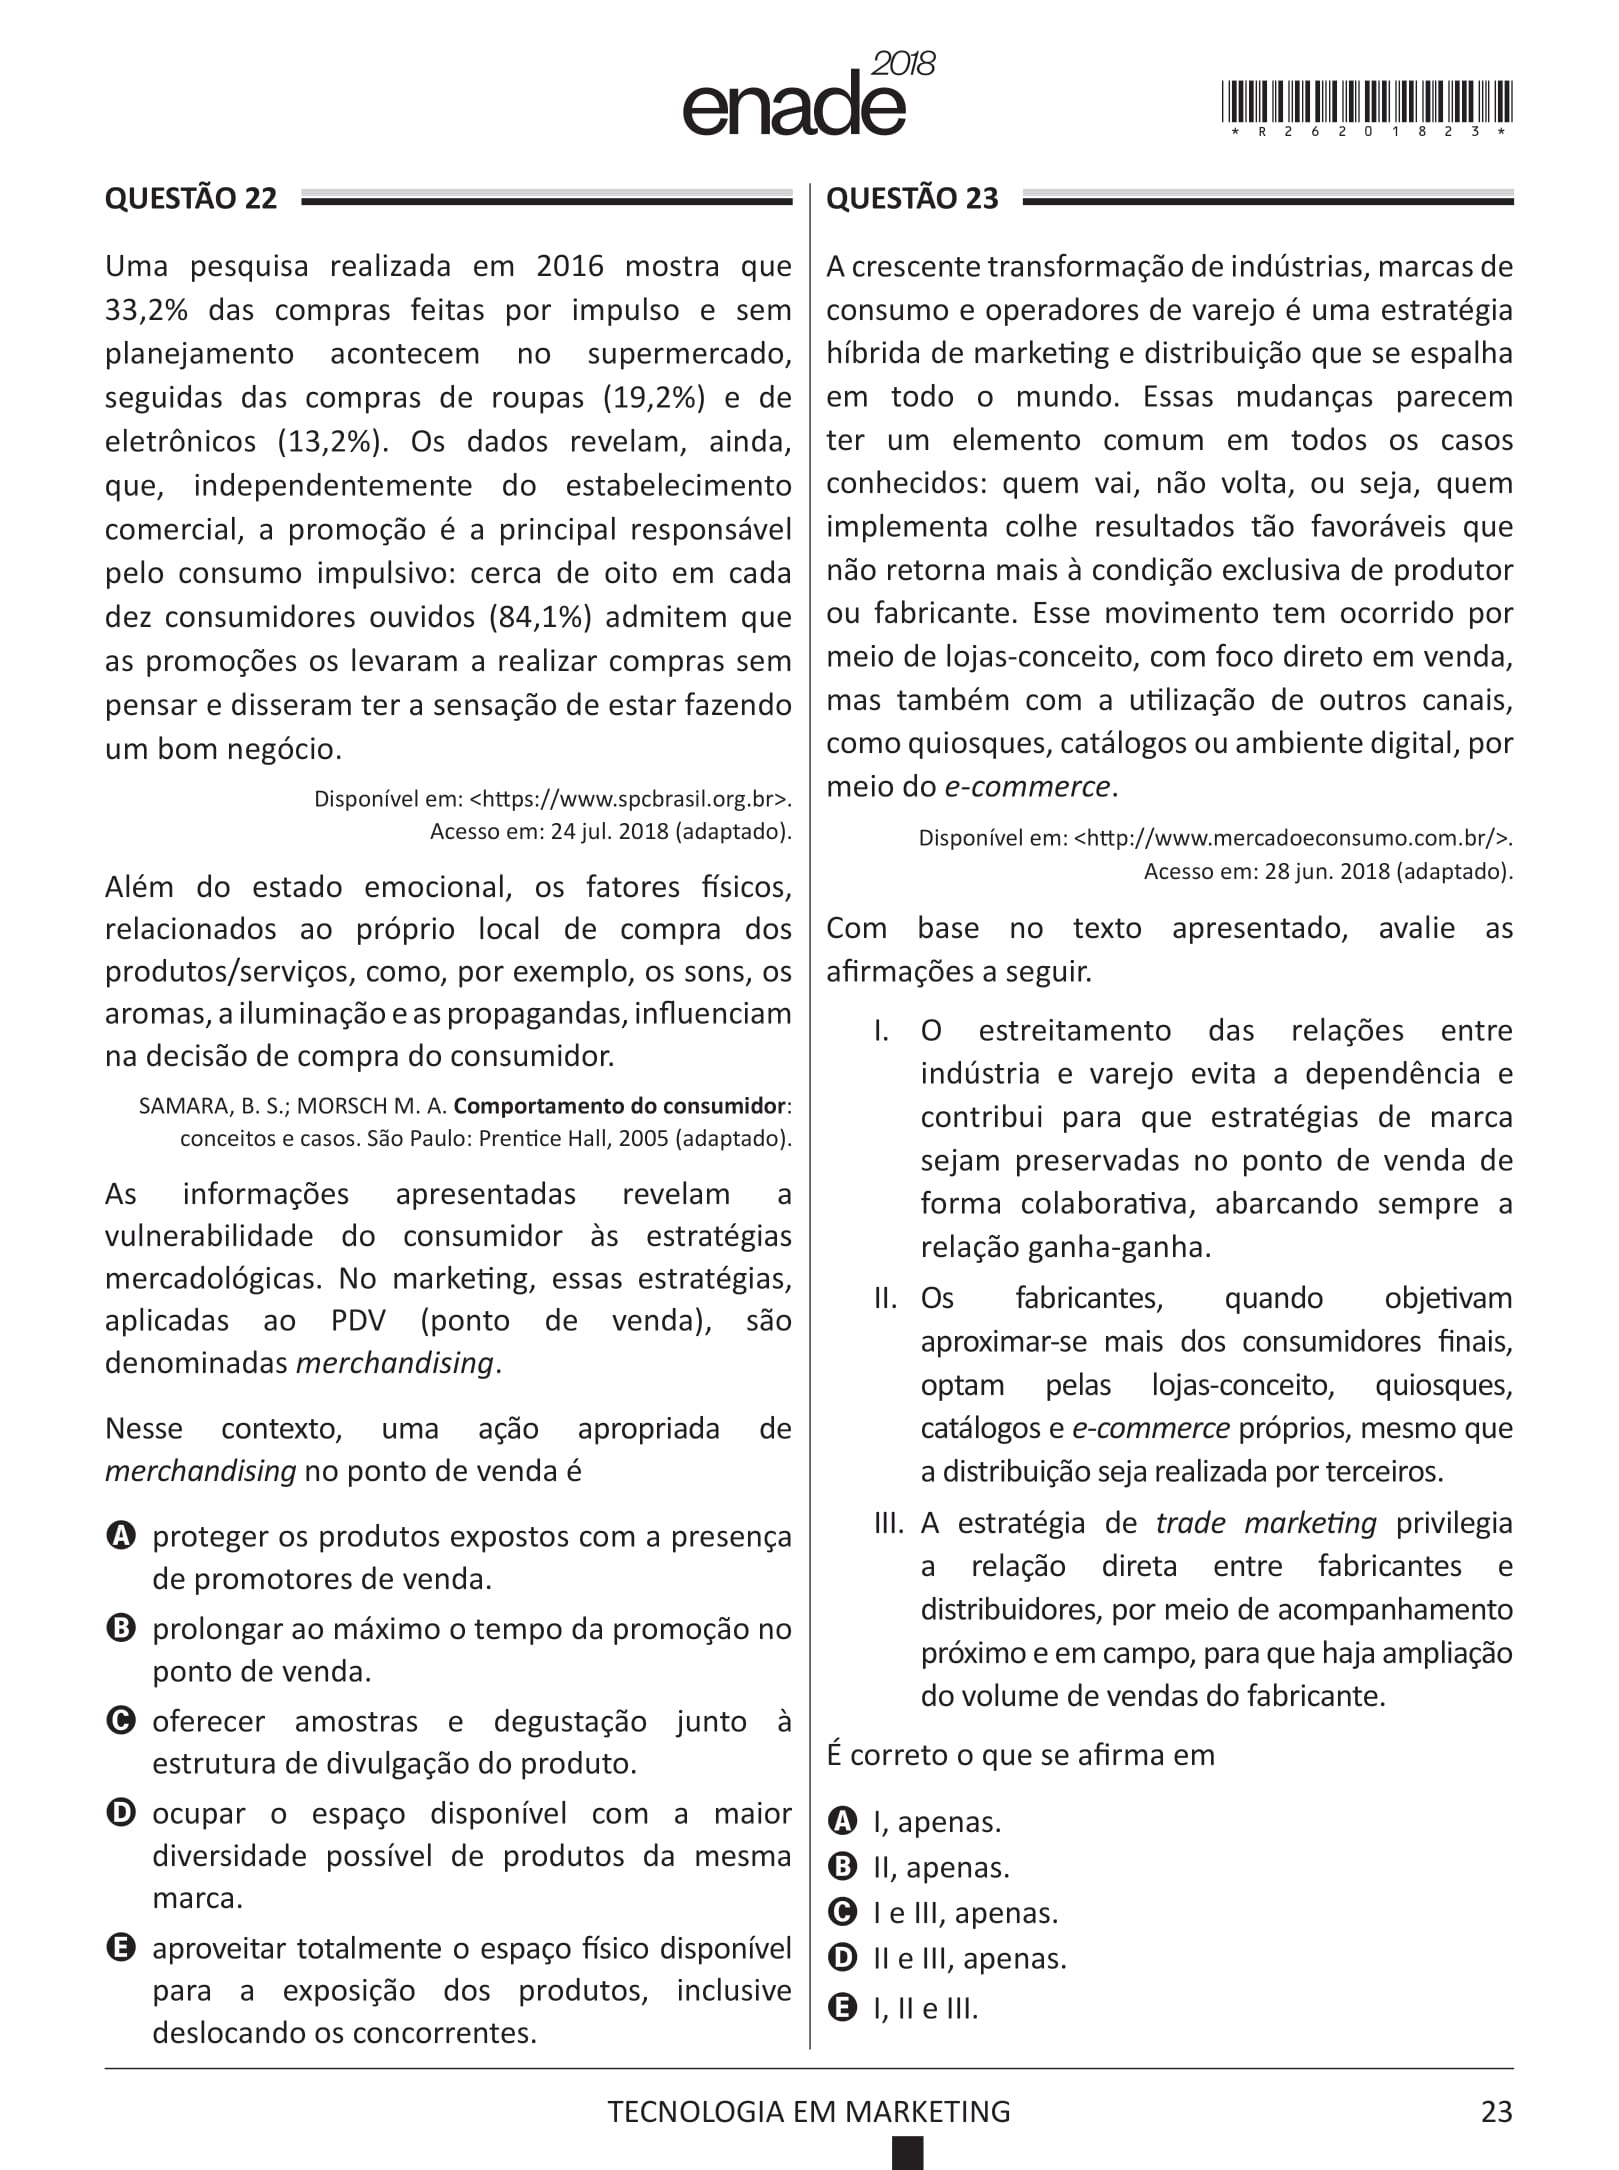 enade 2018
*R26201823*
QUESTÃO 22
Uma pesquisa realizada em 2016 mostra que
33,2% das compras feitas por impulso e sem
planejamento acontecem no supermercado,
seguidas das compras de roupas (19,2%) e de
eletrônicos (13,2%). Os dados revelam, ainda,
que, independentemente do estabelecimento
comercial, a promoção é a principal responsável
pelo consumo impulsivo: cerca de oito em cada
dez consumidores ouvidos (84,1%) admitem que
as promoções os levaram a realizar compras sem
pensar e disseram ter a sensação de estar fazendo
um bom negócio.
Disponível em: <https://www.spcbrasil.org.br>.
Acesso em: 24 jul. 2018 (adaptado).
Além do estado emocional, os fatores físicos,
relacionados ao próprio local de compra dos
produtos/serviços, como, por exemplo, os sons, os
aromas, a iluminação e as propagandas, influenciam
na decisão de compra do consumidor.
SAMARA, B. S.; MORSCH M. A. Comportamento do consumidor:
conceitos e casos. São Paulo: Prentice Hall, 2005 (adaptado).
As informações apresentadas revelam a
vulnerabilidade do consumidor às estratégias
mercadológicas. No marketing, essas estratégias,
aplicadas ao PDV (ponto de venda), são
denominadas merchandising.
Nesse contexto, uma ação apropriada de
merchandising no ponto de venda é
A proteger os produtos expostos com a presença
de promotores de venda.
B prolongar ao máximo o tempo da promoção no
ponto de venda.
C oferecer amostras e degustação junto à
estrutura de divulgação do produto.
D ocupar o espaço disponível com a maior
diversidade possível de produtos da mesma
marca.
E aproveitar totalmente o espaço físico disponível
para a exposição dos produtos, inclusive
deslocando os concorrentes.
QUESTÃO 23
A crescente transformação de indústrias, marcas de
consumo e operadores de varejo é uma estratégia
híbrida de marketing e distribuição que se espalha
em todo o mundo. Essas mudanças parecem
ter um elemento comum em todos os casos
conhecidos: quem vai, não volta, ou seja, quem
implementa colhe resultados tão favoráveis que
não retorna mais à condição exclusiva de produtor
ou fabricante. Esse movimento tem ocorrido por
meio de lojas-conceito, com foco direto em venda,
mas também com a utilização de outros canais,
como quiosques, catálogos ou ambiente digital, por
meio do e-commerce.
Disponível em: <http://www.mercadoeconsumo.com.br/>.
Acesso em: 28 jun. 2018 (adaptado).
Com base no texto apresentado, avalie as
afirmações a seguir.
I. O estreitamento das relações entre
indústria e varejo evita a dependência e
contribui para que estratégias de marca
sejam preservadas no ponto de venda de
forma colaborativa, abarcando sempre a
relação ganha-ganha.
II. Os fabricantes, quando objetivam
aproximar-se mais dos consumidores finais,
optam pelas lojas-conceito, quiosques,
catálogos e e-commerce próprios, mesmo que
a distribuição seja realizada por terceiros.
III. A estratégia de trade marketing privilegia
a relação direta entre fabricantes e
distribuidores, por meio de acompanhamento
próximo e em campo, para que haja ampliação
do volume de vendas do fabricante.
É correto o que se afirma em
A I, apenas.
B II, apenas.
C I e III, apenas.
D II e III, apenas.
E I, II e III.
TECNOLOGIA EM MARKETING
23